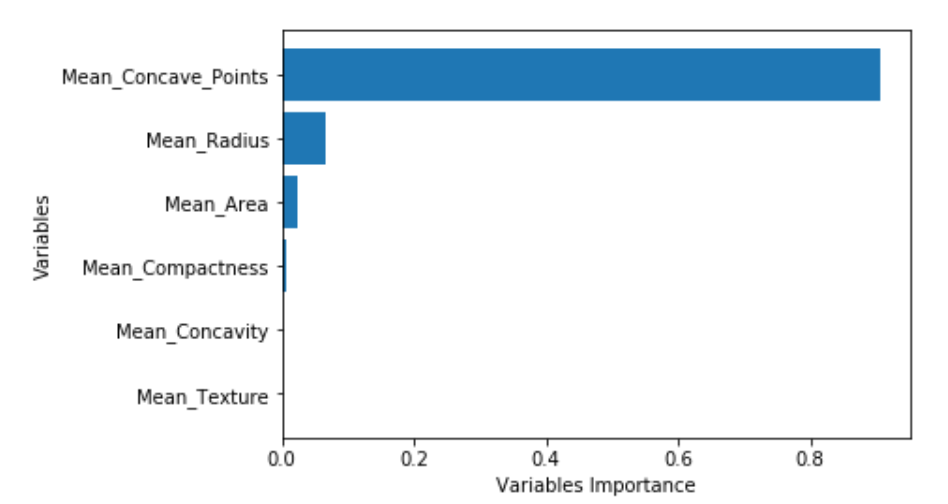 Mean_Concave_Points
Mean_Radius
Mean_Area
Mean_Compactness
Mean_Concavity
Mean_Texture
Variables
0.0 0.2 0.4 0.6 0.8
Variables Importance